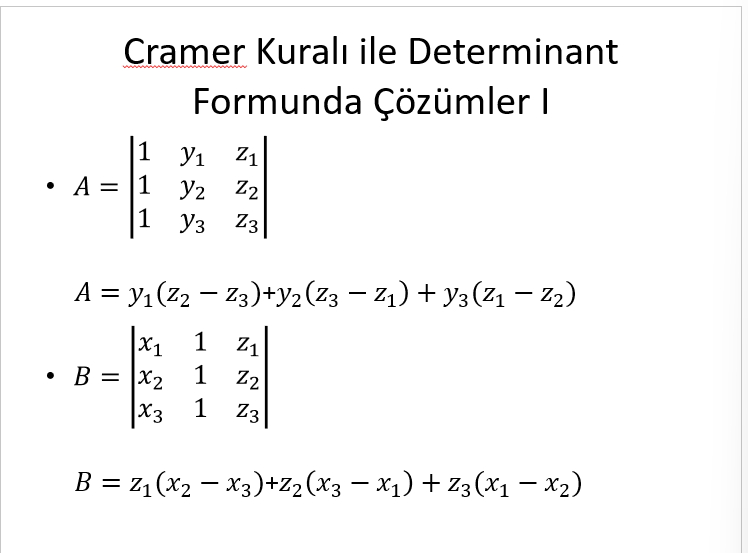 Cramer Kuralı ile Determinant
Formunda Çözümler I
1 y₁ z₁
• A = |1 y₂ z₂|
1 y₃ z₃
A = y₁(z₂ − z₃)+y₂(z₃ − z₁) + y₃(z₁ − z₂)
x₁ 1 z₁
• B = |x₂ 1 z₂|
x₃ 1 z₃
B = z₁(x₂ − x₃)+z₂(x₃ − x₁) + z₃(x₁ − x₂)